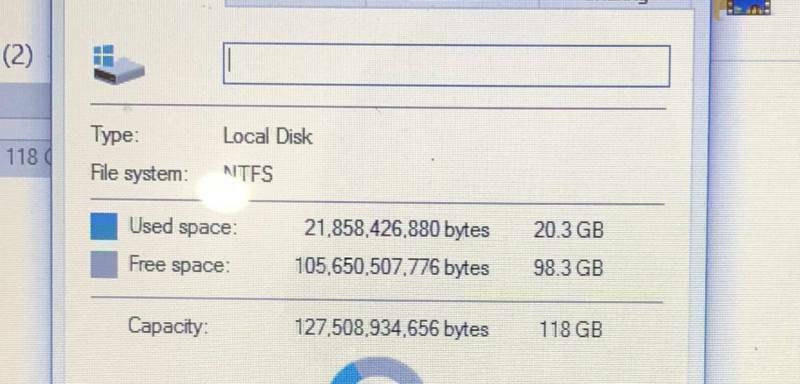 (2)
118 G
Type: Local Disk
File system: NTFS
Used space: 21,858,426,880 bytes 20.3 GB
Free space: 105,650,507,776 bytes 98.3 GB
Capacity: 127,508,934,656 bytes 118 GB